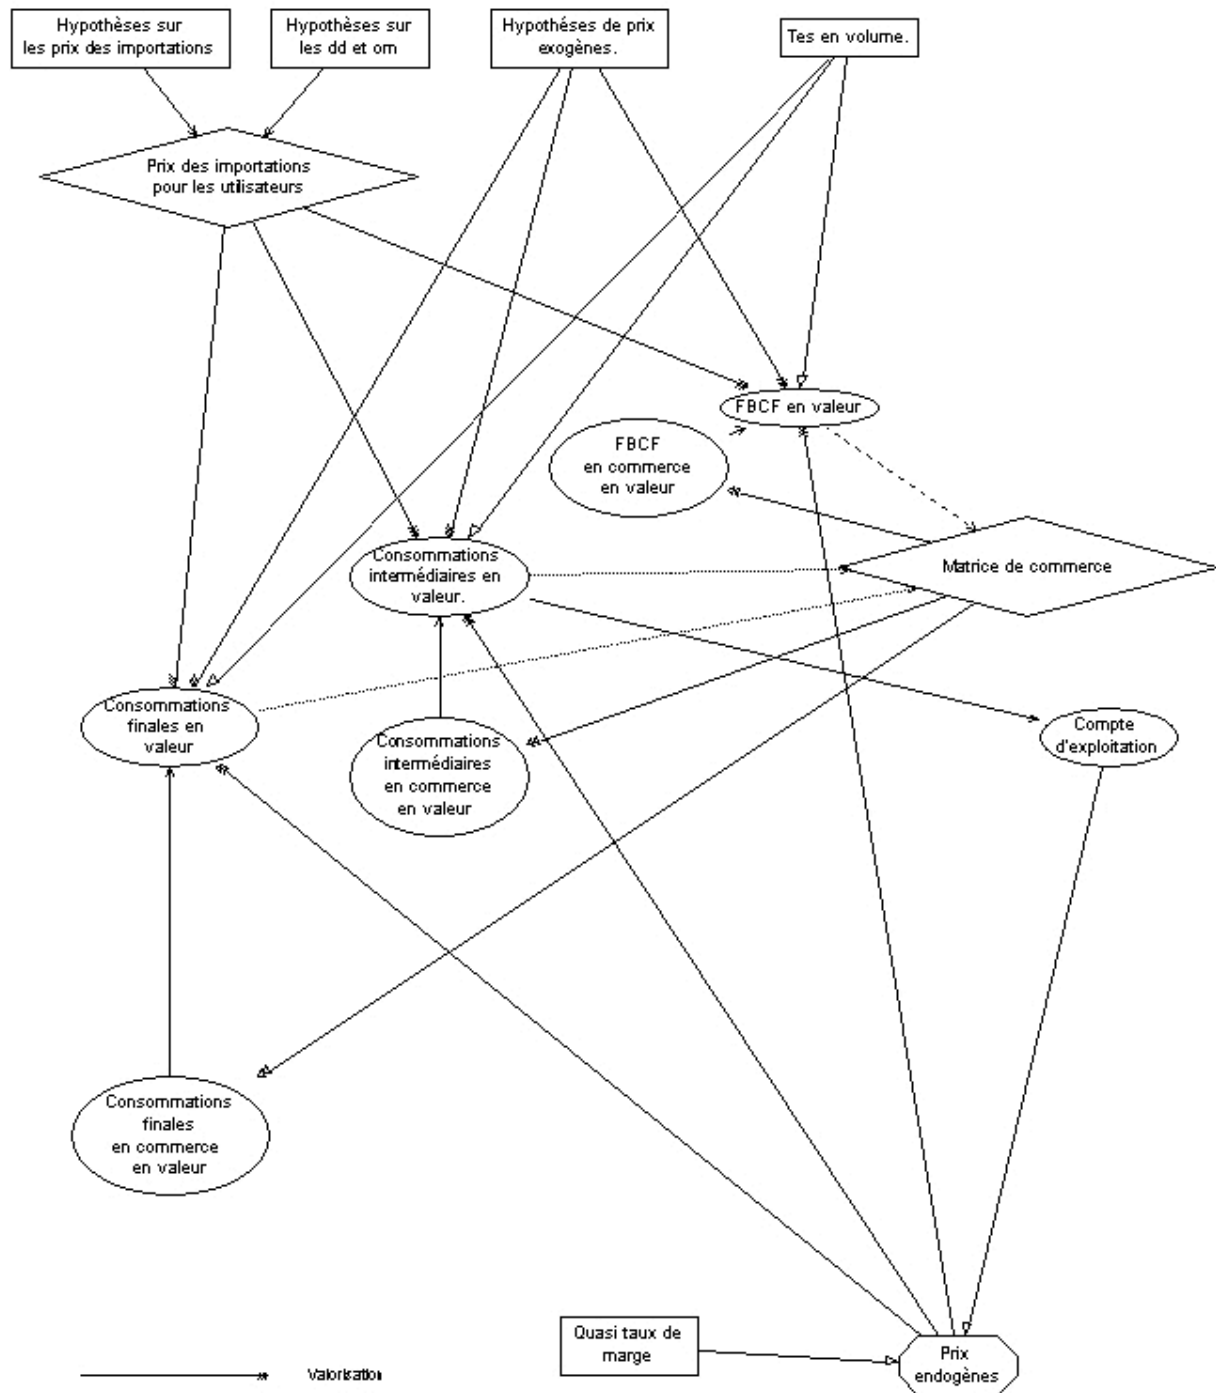 Hypothèses sur
les prix des importations
Hypothèses sur
les dd et om
Hypothéses de prix
exogènes.
Tes en volume.
Prix des importations
pour les utilisateurs
FBCF en valeur
FBCF
en commerce
en valeur
Consommations
intermédiaires en
valeur.
Matrice de commerce
Consommations
finales en
valeur
Consommations
intermédiaires
en commerce
en valeur
Compte
d'exploitation
Consommations
finales
en commerce
en valeur
Quasi taux de
marge
Prix
endogènes
Valorisation